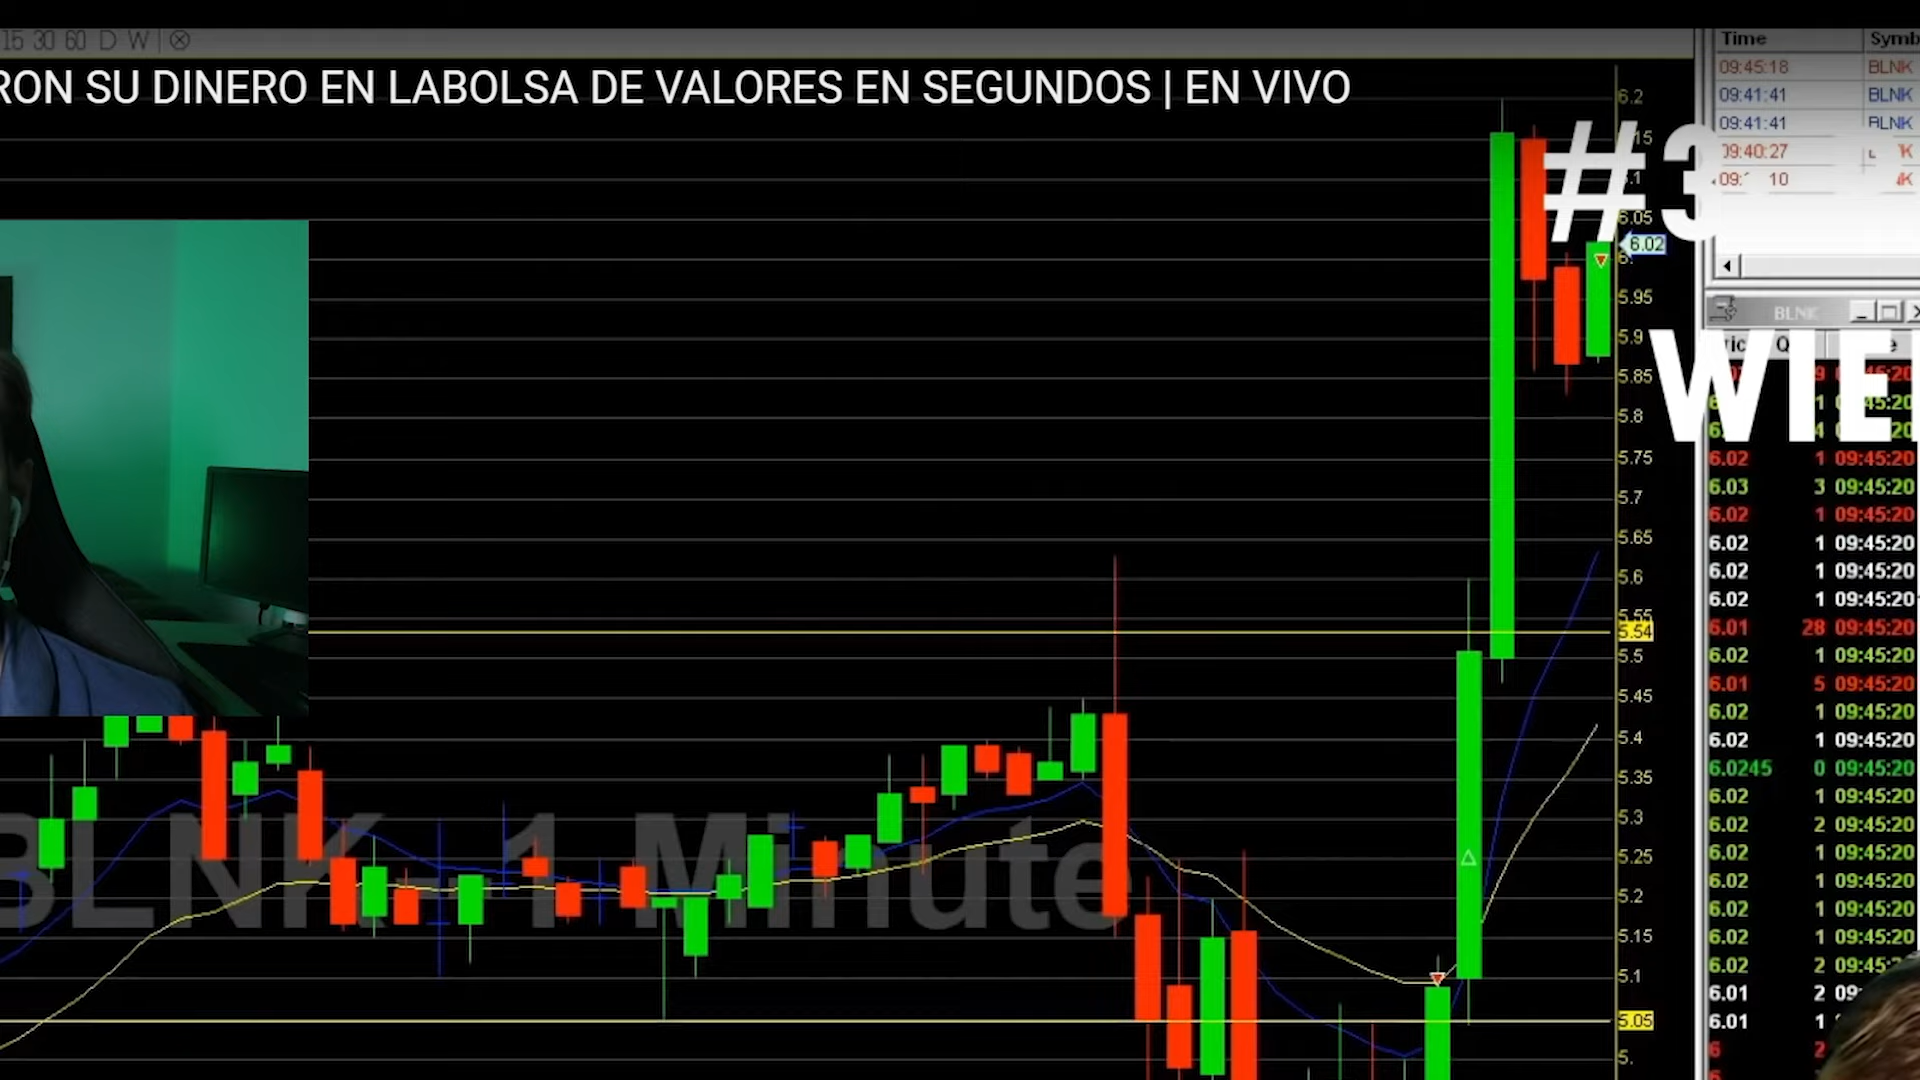 15 30 60 D W
RON SU DINERO EN LABOLSA DE VALORES EN SEGUNDOS | EN VIVO
#3
WIE
BLNK - 1 Minute
6.2
6.05
6.02
5.95
5.9
5.85
5.8
5.75
5.7
5.65
5.6
5.55
5.54
5.5
5.45
5.4
5.35
5.3
5.25
5.2
5.15
5.1
5.05
5.
Time Symb
09:45:18 BLNK
09:41:41 BLNK
09:41:41 BLNK
09:40:27
BLNK
6.02 1 09:45:20
6.03 3 09:45:20
6.02 1 09:45:20
6.02 1 09:45:20
6.02 1 09:45:20
6.02 1 09:45:20
6.01 28 09:45:20
6.02 1 09:45:20
6.01 5 09:45:20
6.02 1 09:45:20
6.02 1 09:45:20
6.0245 0 09:45:20
6.02 1 09:45:20
6.02 2 09:45:20
6.02 1 09:45:20
6.02 1 09:45:20
6.02 1 09:45:20
6.02 1 09:45:20
6.02 2 09:45:
6.01 2 09:
6.01 1
6 2